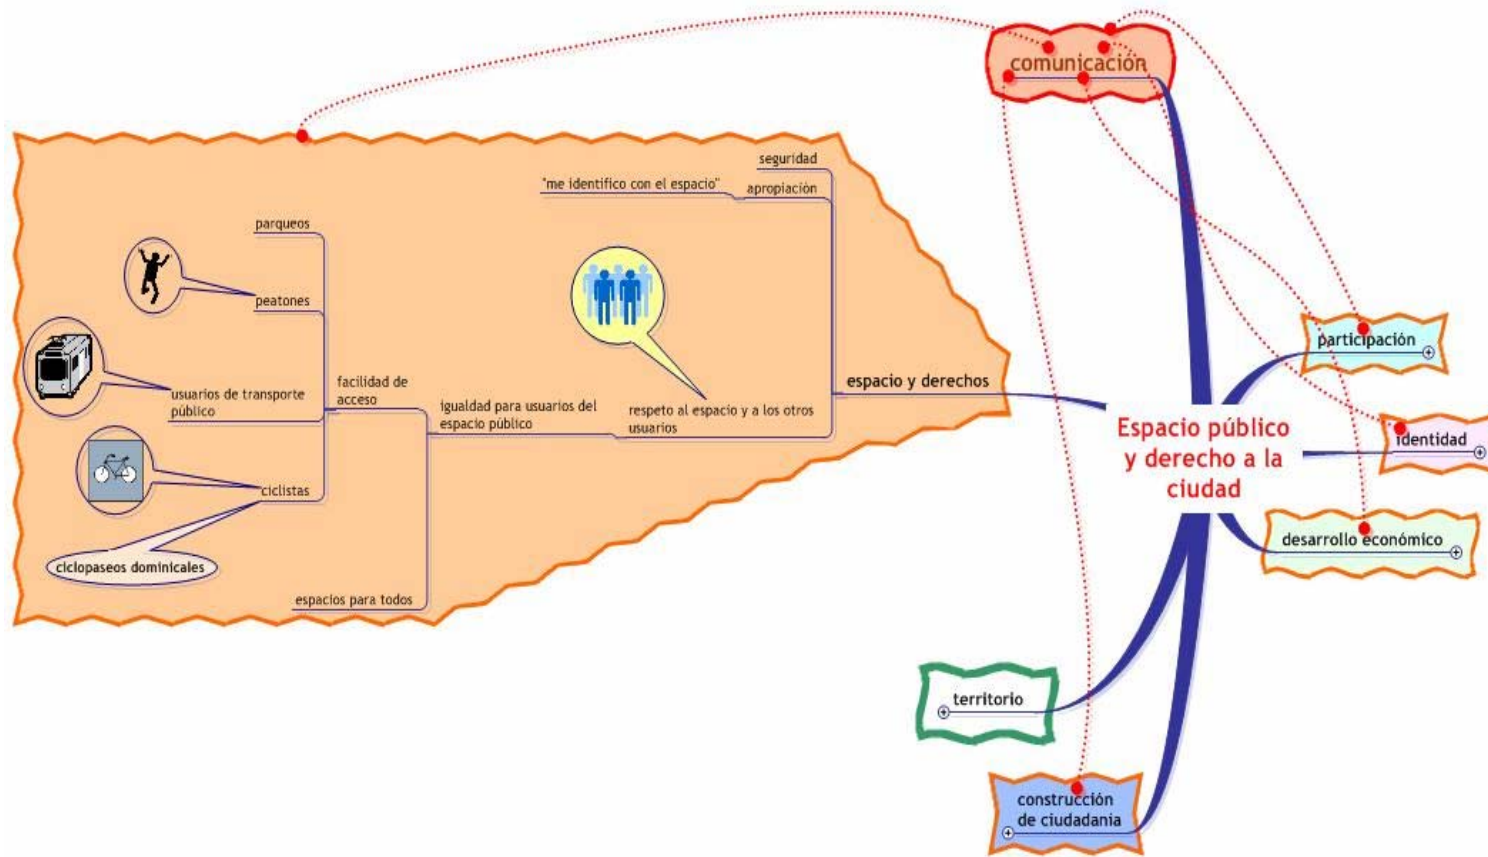 comunicación
seguridad
"me identifico con el espacio"
apropiación
parqueos
peatones
usuarios de transporte
público
facilidad de
acceso
igualdad para usuarios del
espacio público
respeto al espacio y a los otros
usuarios
espacio y derechos
ciclistas
ciclopaseos dominicales
espacios para todos
Espacio público
y derecho a la
ciudad
participación
identidad
desarrollo económico
territorio
construcción
de ciudadanía